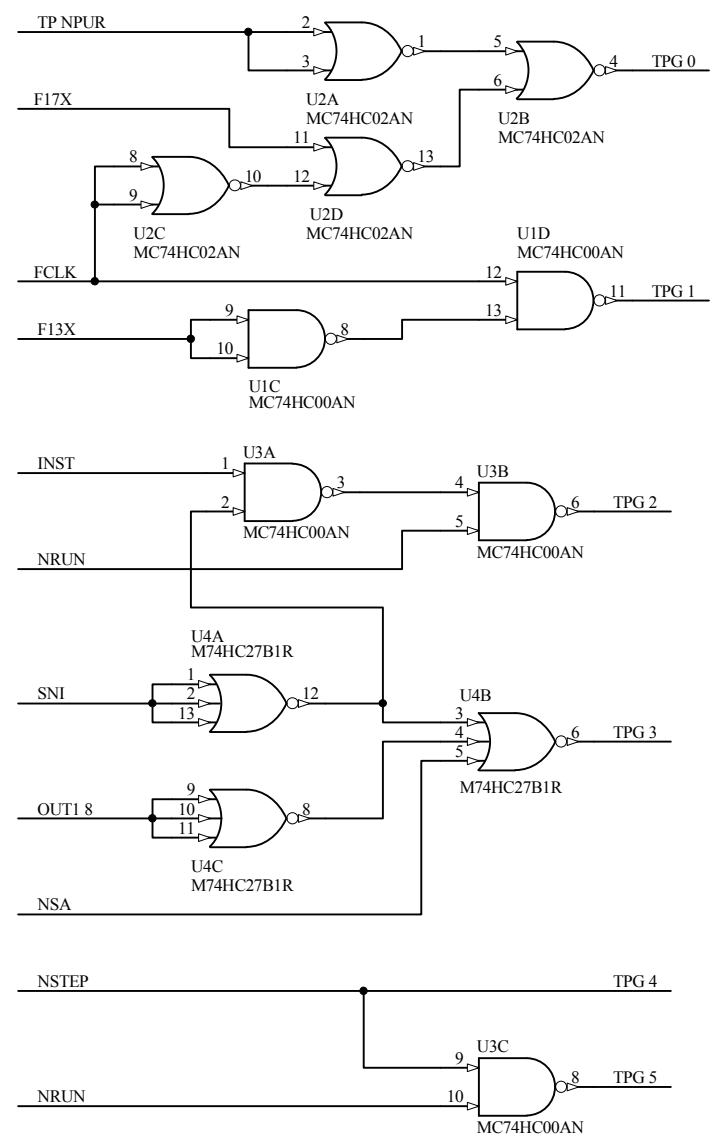 TP NPUR
2
1
5
4
TPG 0
3
6
U2A
MC74HC02AN
U2B
MC74HC02AN
F17X
11
13
8
10
12
9
U2C
MC74HC02AN
U2D
MC74HC02AN
U1D
MC74HC00AN
FCLK
12
11
TPG 1
9
13
F13X
8
10
U1C
MC74HC00AN
U3A
INST
1
3
4
U3B
2
6
TPG 2
5
MC74HC00AN
MC74HC00AN
NRUN
U4A
M74HC27B1R
1
SNI
2
12
U4B
13
3
4
6
TPG 3
5
9
M74HC27B1R
OUT1 8
10
8
11
U4C
M74HC27B1R
NSA
NSTEP
TPG 4
U3C
9
8
TPG 5
NRUN
10
MC74HC00AN